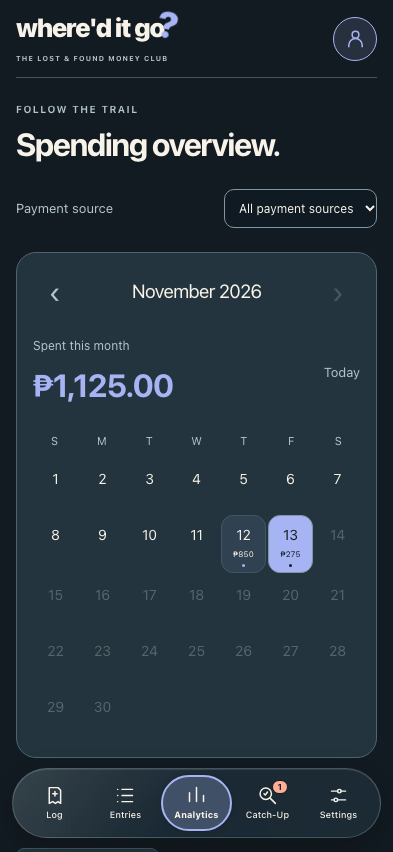 where'd it go?
THE LOST & FOUND MONEY CLUB
FOLLOW THE TRAIL
Spending overview.
Payment source
All payment sources
‹ November 2026 ›
Spent this month
₱1,125.00
Today
S M T W T F S
1 2 3 4 5 6 7
8 9 10 11 12 13 14
₱850 ₱275
15 16 17 18 19 20 21
22 23 24 25 26 27 28
29 30
1
Log Entries Analytics Catch-Up Settings